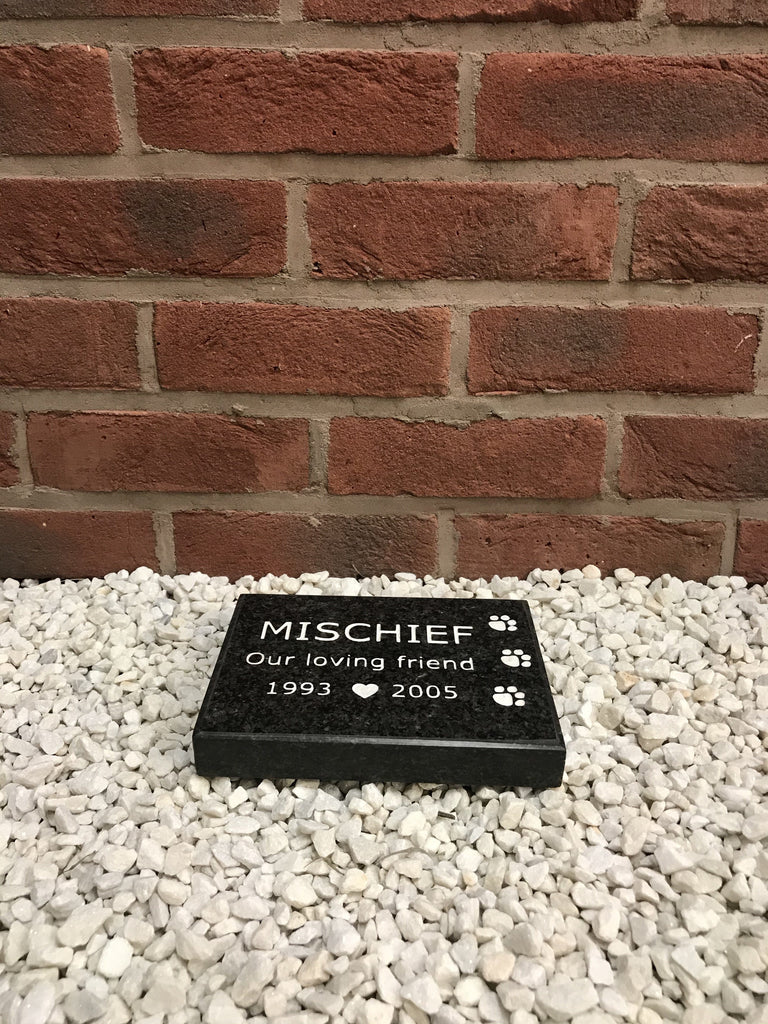 MISCHIEF
Our loving friend
1993 ♥ 2005